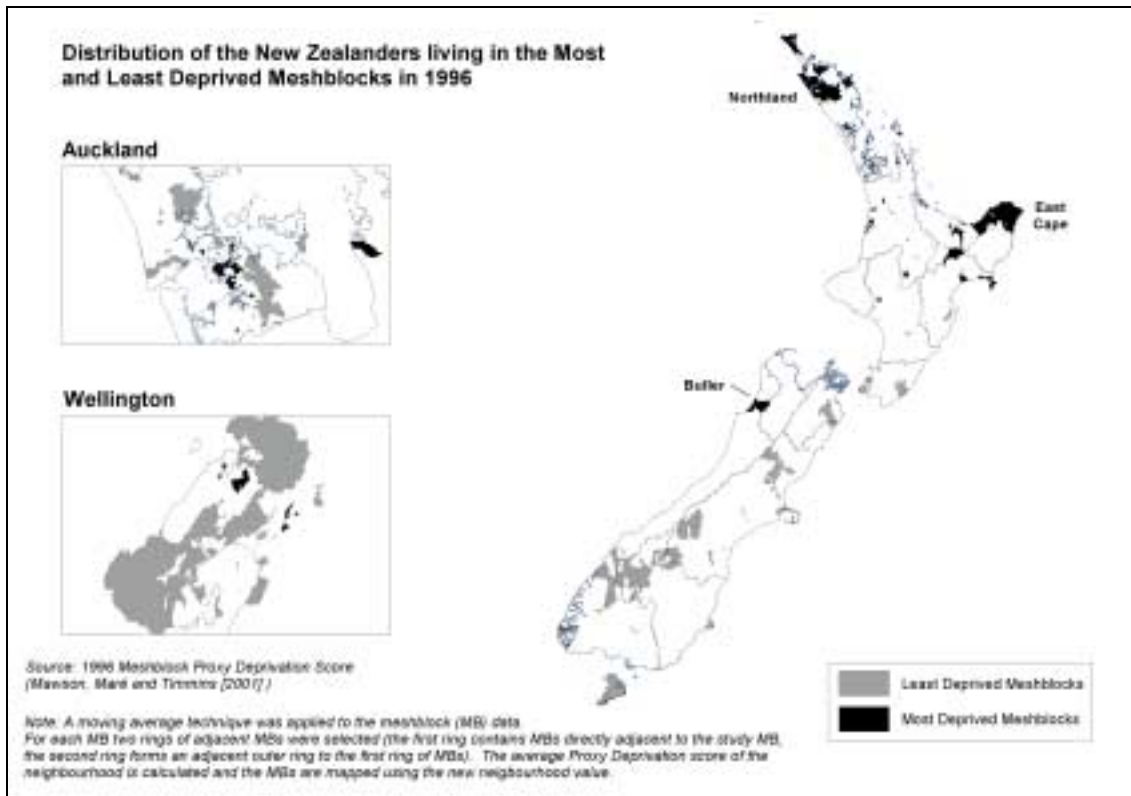 Distribution of the New Zealanders living in the Most
and Least Deprived Meshblocks in 1996
Northland
Auckland
East
Cape
Buller
Wellington
Source: 1996 Meshblock Proxy Deprivation Score
(Mawson, Maré and Timmins [2001] )
Least Deprived Meshblocks
Most Deprived Meshblocks
Note: A moving average technique was applied to the meshblock (MB) data.
For each MB two rings of adjacent MBs were selected (the first ring contains MBs directly adjacent to the study MB,
the second ring forms an adjacent outer ring to the first ring of MBs). The average Proxy Deprivation score of the
neighbourhood is calculated and the MBs are mapped using the new neigbourhood value.